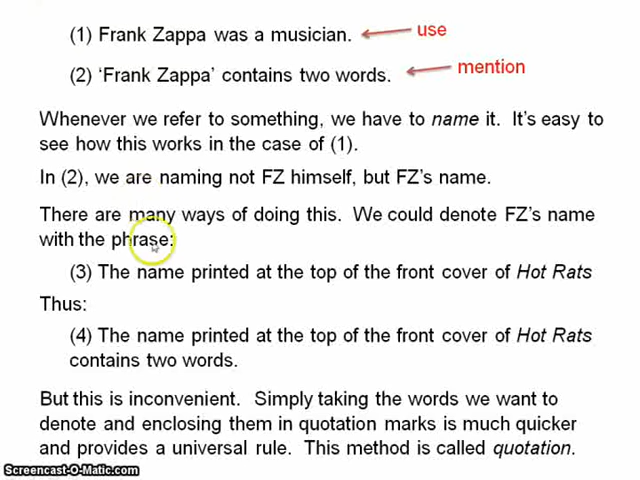 (1) Frank Zappa was a musician. use
(2) ‘Frank Zappa’ contains two words. mention
Whenever we refer to something, we have to name it. It’s easy to
see how this works in the case of (1).
In (2), we are naming not FZ himself, but FZ’s name.
There are many ways of doing this. We could denote FZ’s name
with the phrase:
(3) The name printed at the top of the front cover of Hot Rats
Thus:
(4) The name printed at the top of the front cover of Hot Rats
contains two words.
But this is inconvenient. Simply taking the words we want to
denote and enclosing them in quotation marks is much quicker
and provides a universal rule. This method is called quotation.
Screencast-O-Matic.com